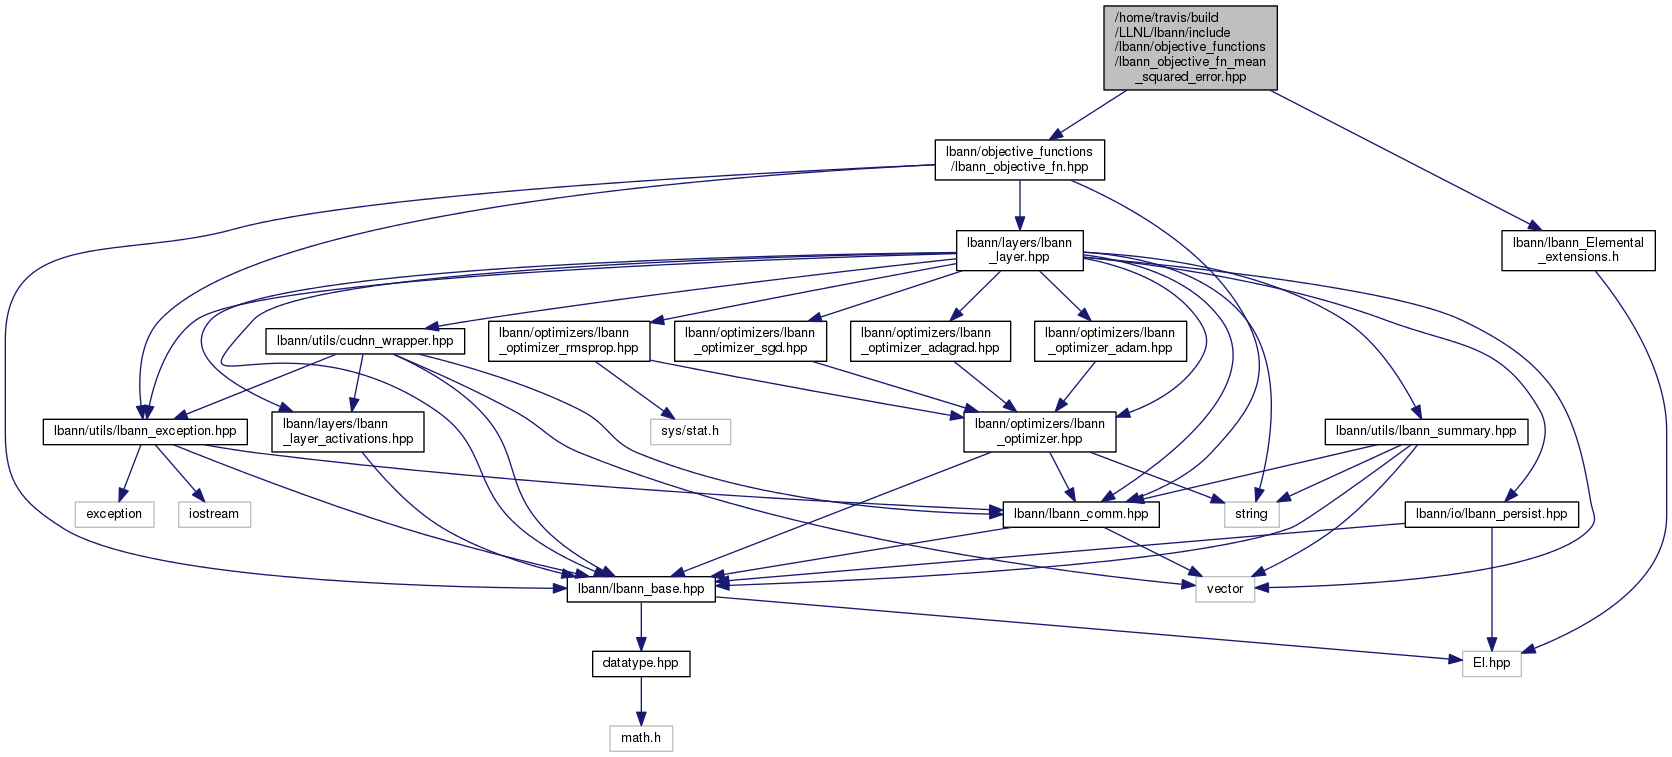 /home/travis/build
/LLNL/lbann/include
/lbann/objective_functions
/lbann_objective_fn_mean
_squared_error.hpp
lbann/objective_functions
/lbann_objective_fn.hpp
lbann/layers/lbann
_layer.hpp
lbann/lbann_Elemental
_extensions.h
lbann/utils/cudnn_wrapper.hpp
lbann/optimizers/lbann
_optimizer_rmsprop.hpp
lbann/optimizers/lbann
_optimizer_sgd.hpp
lbann/optimizers/lbann
_optimizer_adagrad.hpp
lbann/optimizers/lbann
_optimizer_adam.hpp
lbann/utils/lbann_exception.hpp
lbann/layers/lbann
_layer_activations.hpp
sys/stat.h
lbann/optimizers/lbann
_optimizer.hpp
lbann/utils/lbann_summary.hpp
exception
iostream
lbann/lbann_comm.hpp
string
lbann/io/lbann_persist.hpp
lbann/lbann_base.hpp
vector
datatype.hpp
El.hpp
math.h